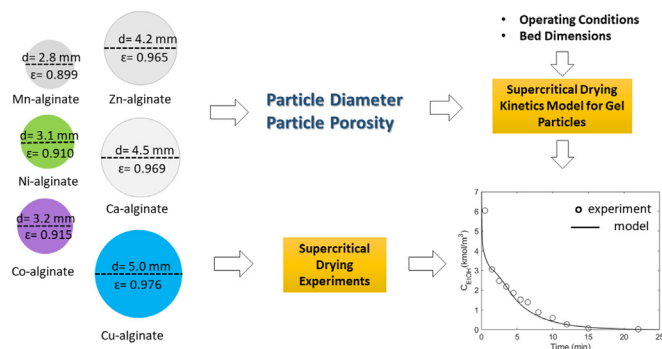 d= 2.8 mm
ε= 0.899
Mn-alginate
d= 4.2 mm
ε= 0.965
Zn-alginate
d= 3.1 mm
ε= 0.910
Ni-alginate
d= 4.5 mm
ε= 0.969
Ca-alginate
d= 3.2 mm
ε= 0.915
Co-alginate
d= 5.0 mm
ε= 0.976
Cu-alginate
Particle Diameter
Particle Porosity
• Operating Conditions
• Bed Dimensions
Supercritical Drying
Kinetics Model for Gel
Particles
Supercritical
Drying
Experiments
experiment
model
C_EtOH (kmol/m³)
7
6
5
4
3
2
1
0
0 5 10 15 20 25
Time (min)